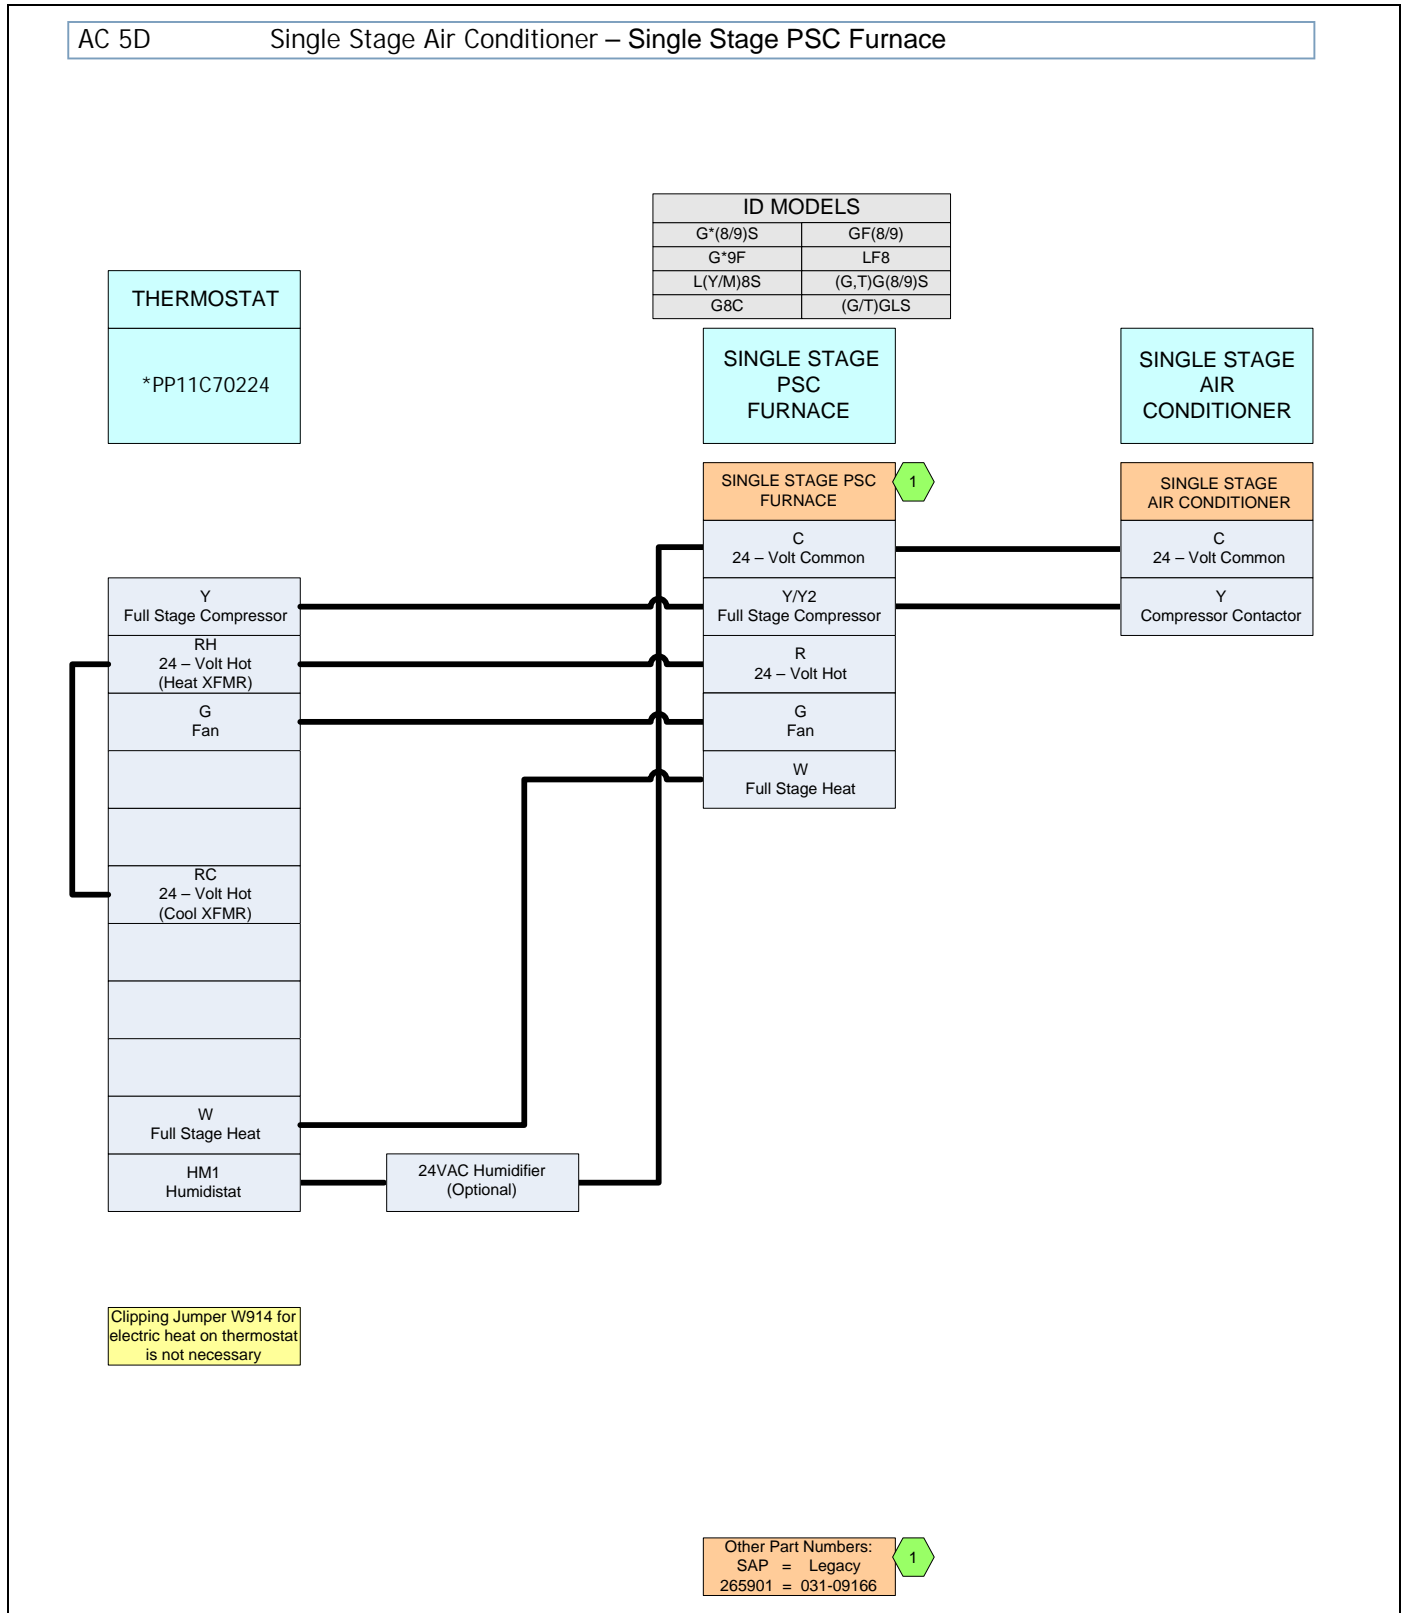 AC 5D Single Stage Air Conditioner – Single Stage PSC Furnace
ID MODELS
G*(8/9)S GF(8/9)
G*9F LF8
L(Y/M)8S (G,T)G(8/9)S
G8C (G/T)GLS
THERMOSTAT
*PP11C70224
SINGLE STAGE
PSC
FURNACE
SINGLE STAGE
AIR
CONDITIONER
SINGLE STAGE PSC
FURNACE
1
SINGLE STAGE
AIR CONDITIONER
C
24 – Volt Common
C
24 – Volt Common
Y
Full Stage Compressor
Y/Y2
Full Stage Compressor
Y
Compressor Contactor
RH
24 – Volt Hot
(Heat XFMR)
R
24 – Volt Hot
G
Fan
G
Fan
W
Full Stage Heat
RC
24 – Volt Hot
(Cool XFMR)
W
Full Stage Heat
HM1
Humidistat
24VAC Humidifier
(Optional)
Clipping Jumper W914 for
electric heat on thermostat
is not necessary
Other Part Numbers:
SAP = Legacy
265901 = 031-09166
1